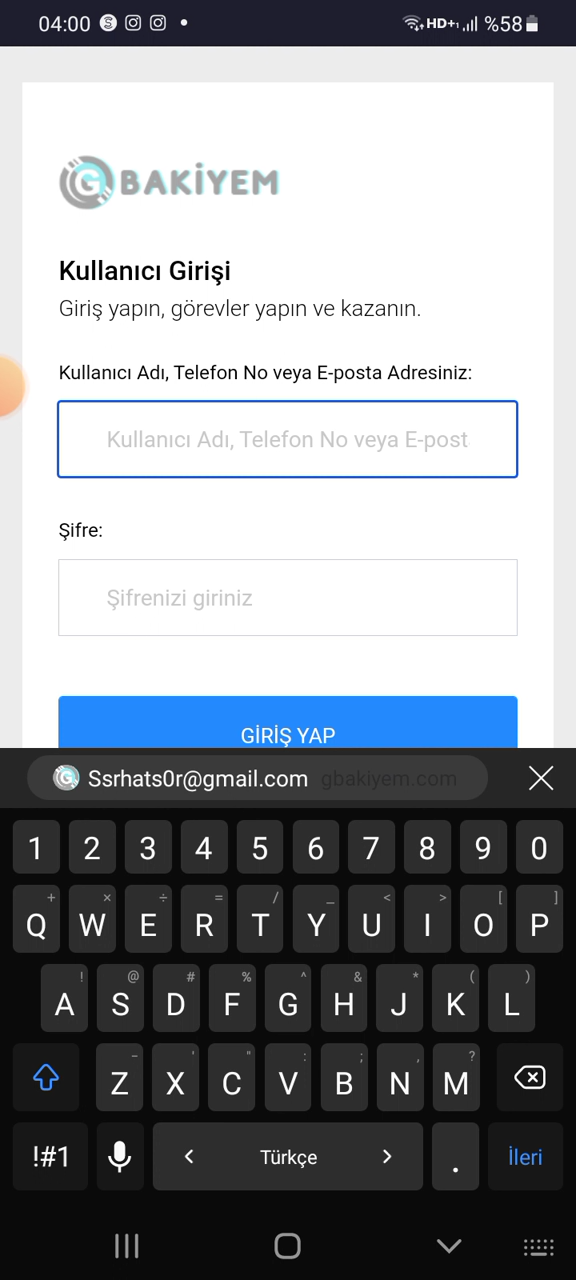 04:00 HD+ %58
G BAKİYEM
Kullanıcı Girişi
Giriş yapın, görevler yapın ve kazanın.
Kullanıcı Adı, Telefon No veya E-posta Adresiniz:
Kullanıcı Adı, Telefon No veya E-post
Şifre:
Şifrenizi giriniz
GİRİŞ YAP
Ssrhats0r@gmail.com gbakiyem.com
1 2 3 4 5 6 7 8 9 0
+ × ÷ = / _ < > [ ]
Q W E R T Y U I O P
! @ # % ^ & * ( )
A S D F G H J K L
- ' " : ; , ?
Z X C V B N M
!#1 < Türkçe > . İleri